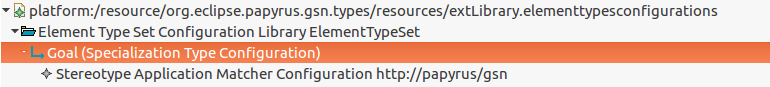 platform:/resource/org.eclipse.papyrus.gsn.types/resources/extLibrary.elementtypesconfigurations
Element Type Set Configuration Library ElementTypeSet
Goal (Specialization Type Configuration)
Stereotype Application Matcher Configuration http://papyrus/gsn